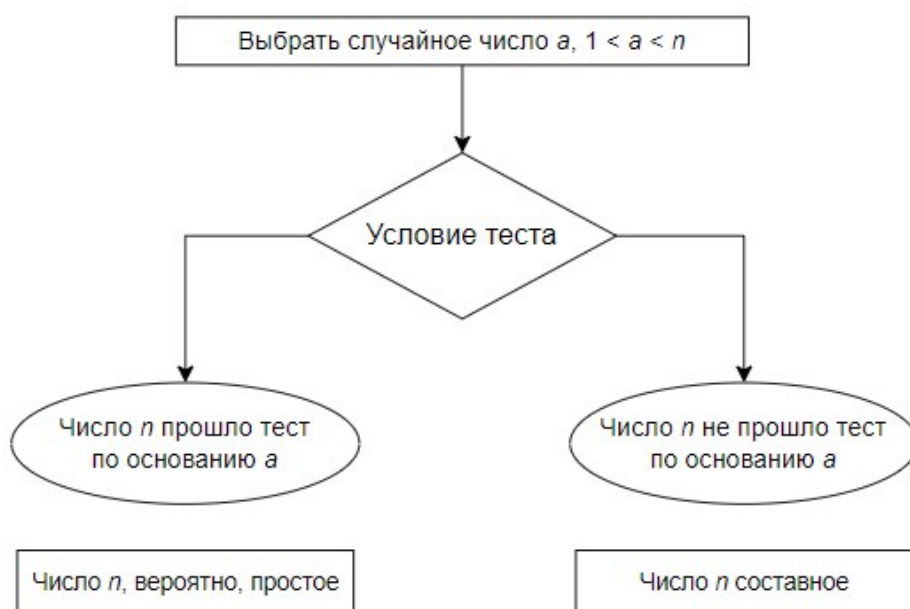 Выбрать случайное число a, 1 < a < n
Условие теста
Число n прошло тест
по основанию a
Число n не прошло тест
по основанию a
Число n, вероятно, простое
Число n составное